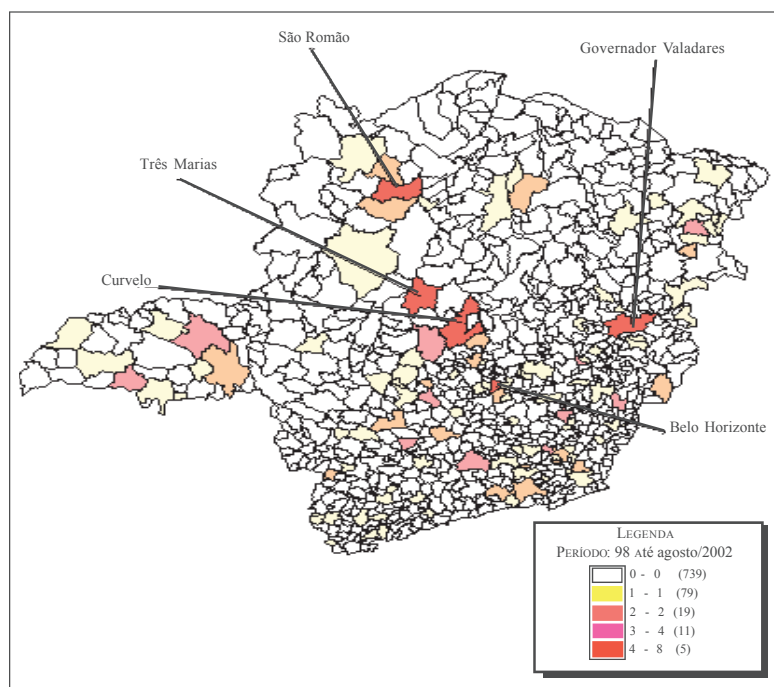 São Romão
Governador Valadares
Três Marias
Curvelo
Belo Horizonte
LEGENDA
PERÍODO: 98 ATÉ agosto/2002
0 - 0 (739)
1 - 1 (79)
2 - 2 (19)
3 - 4 (11)
4 - 8 (5)